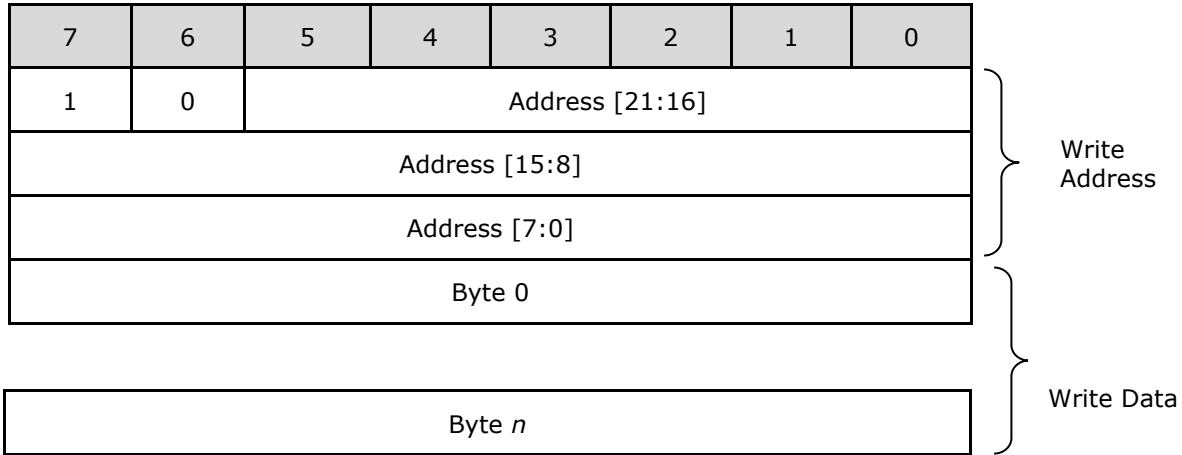 7 6 5 4 3 2 1 0
1 0 Address [21:16]
Address [15:8]
Write
Address
Address [7:0]
Byte 0
Write Data
Byte n